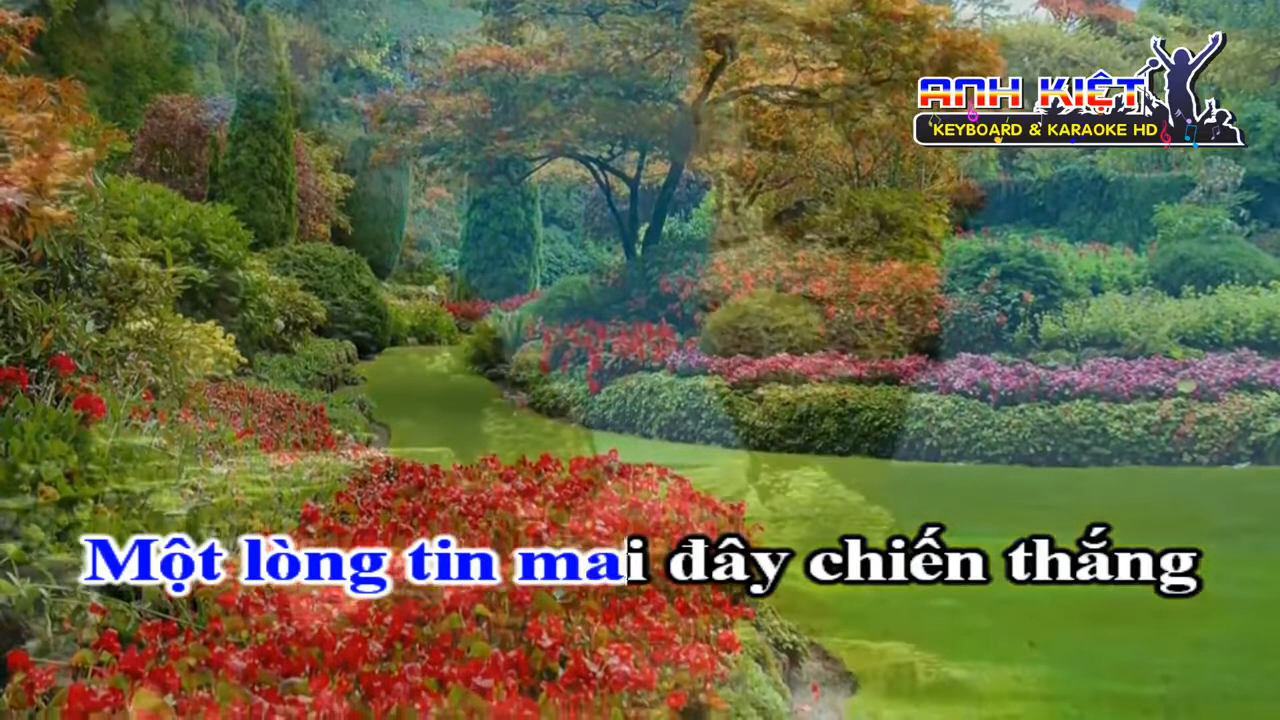 ANH KIỆT
KEYBOARD & KARAOKE HD
Một lòng tin mai đây chiến thắng